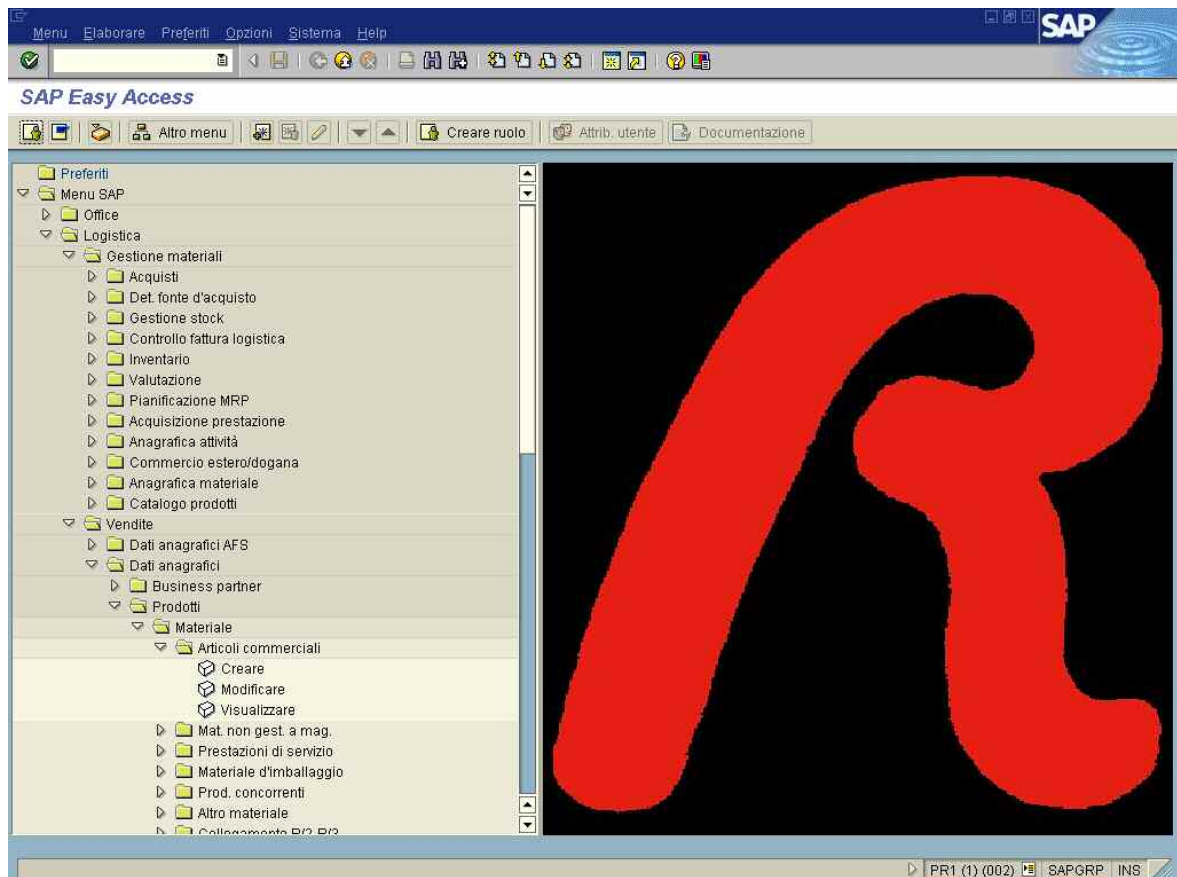 Menu Elaborare Preferiti Opzioni Sistema Help
SAP
SAP Easy Access
Altro menu Creare ruolo Attrib. utente Documentazione
Preferiti
Menu SAP
Office
Logistica
Gestione materiali
Acquisti
Det. fonte d'acquisto
Gestione stock
Controllo fattura logistica
Inventario
Valutazione
Pianificazione MRP
Acquisizione prestazione
Anagrafica attività
Commercio estero/dogana
Anagrafica materiale
Catalogo prodotti
Vendite
Dati anagrafici AFS
Dati anagrafici
Business partner
Prodotti
Materiale
Articoli commerciali
Creare
Modificare
Visualizzare
Mat. non gest. a mag.
Prestazioni di servizio
Materiale d'imballaggio
Prod. concorrenti
Altro materiale
Collegamento R/2-R/3
R
PR1 (1) (002) SAPGRP INS